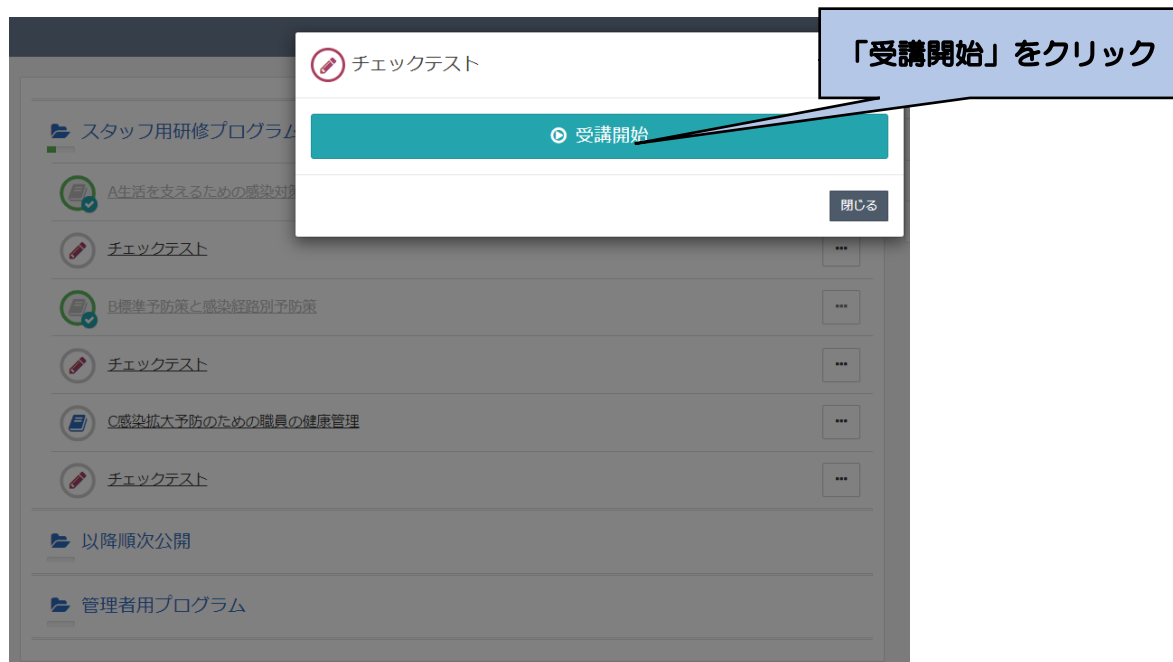 「受講開始」をクリック
チェックテスト
受講開始
閉じる
スタッフ用研修プログラム
A生活を支えるための感染対策
チェックテスト
B標準予防策と感染経路別予防策
チェックテスト
C感染拡大予防のための職員の健康管理
チェックテスト
以降順次公開
管理者用プログラム